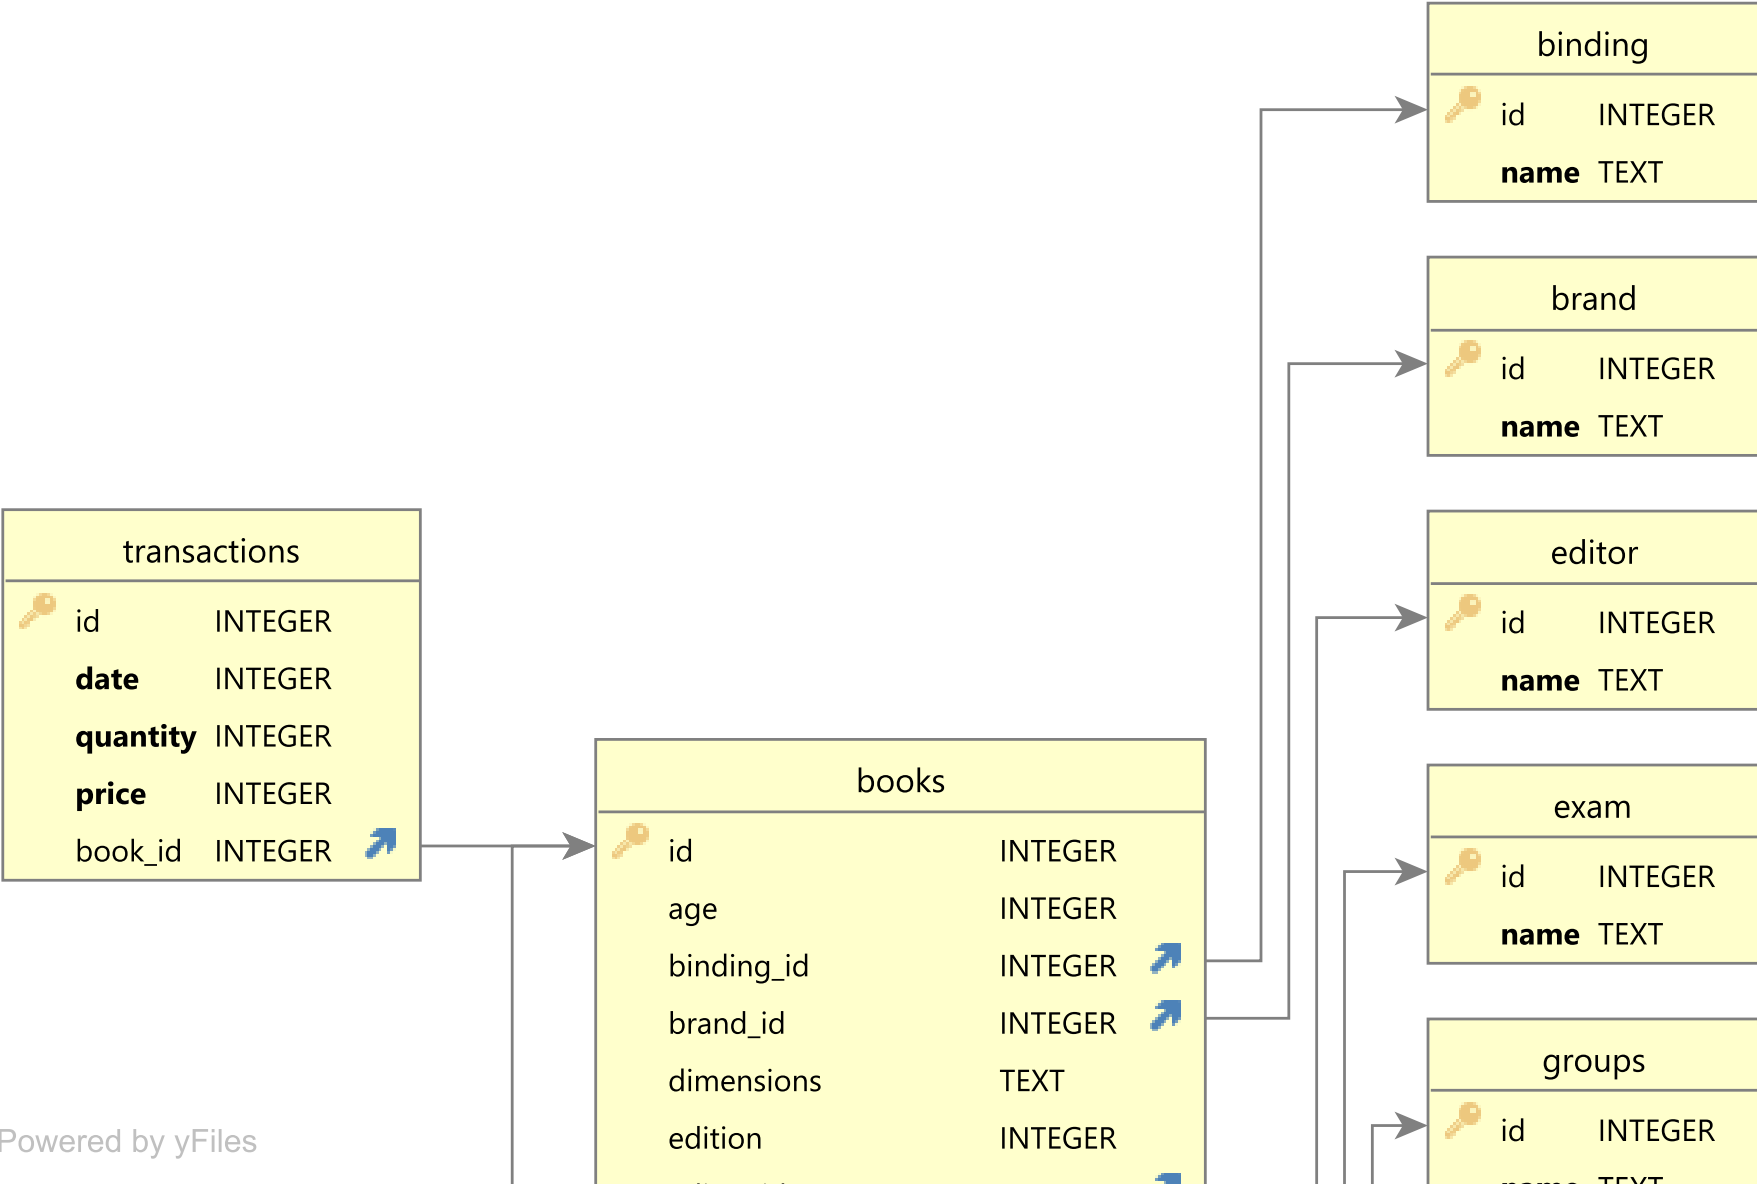 binding
id INTEGER
name TEXT
brand
id INTEGER
name TEXT
editor
id INTEGER
name TEXT
transactions
id INTEGER
date INTEGER
quantity INTEGER
price INTEGER
book_id INTEGER
books
id INTEGER
age INTEGER
binding_id INTEGER
brand_id INTEGER
dimensions TEXT
edition INTEGER
exam
id INTEGER
name TEXT
groups
id INTEGER
name TEXT
Powered by yFiles